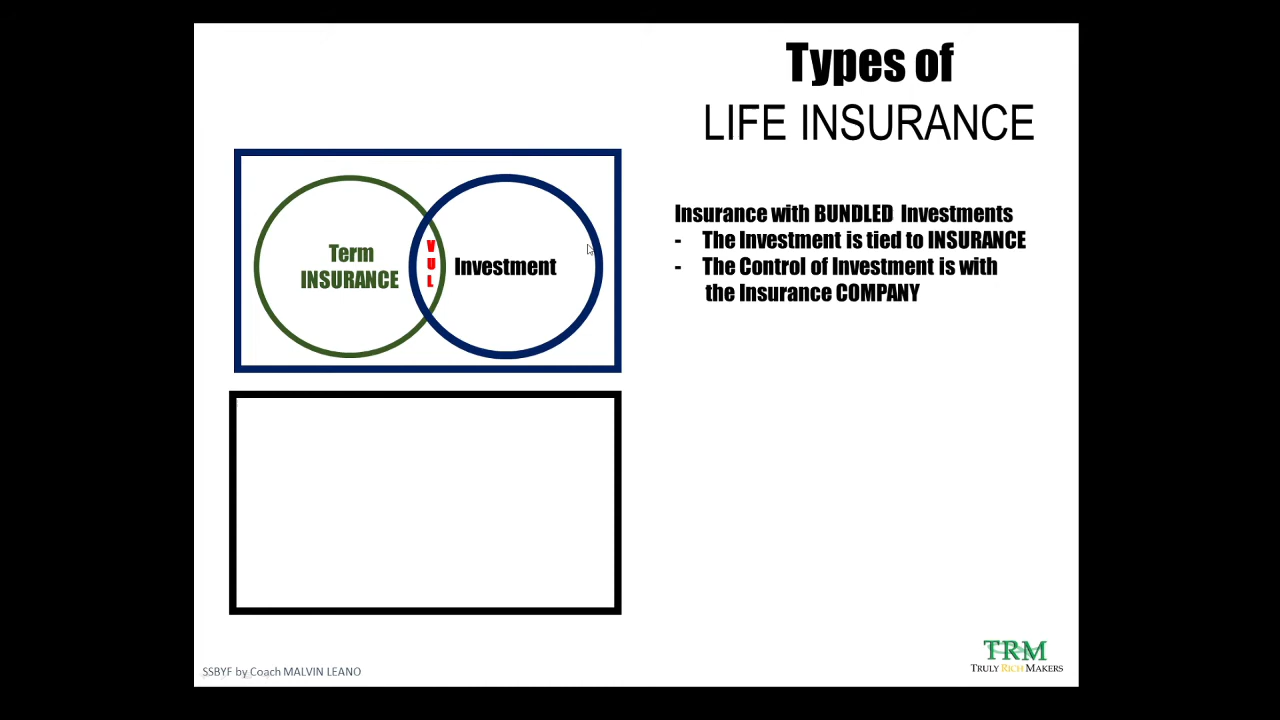 Types of
LIFE INSURANCE
Term
INSURANCE
V
U
L
Investment
Insurance with BUNDLED Investments
- The Investment is tied to INSURANCE
- The Control of Investment is with
the Insurance COMPANY
SSBYF by Coach MALVIN LEANO
TRM
TRULY RICH MAKERS